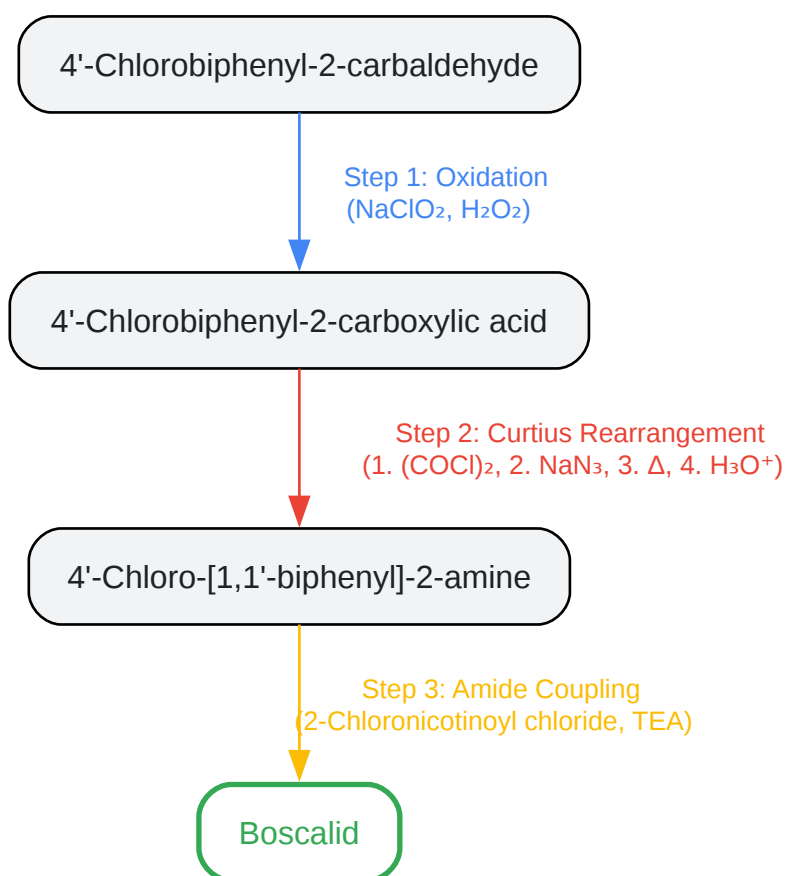 4'-Chlorobiphenyl-2-carbaldehyde
Step 1: Oxidation
(NaClO₂, H₂O₂)
4'-Chlorobiphenyl-2-carboxylic acid
Step 2: Curtius Rearrangement
(1. (COCl)₂, 2. NaN₃, 3. Δ, 4. H₃O⁺)
4'-Chloro-[1,1'-biphenyl]-2-amine
Step 3: Amide Coupling
(2-Chloronicotinoyl chloride, TEA)
Boscalid